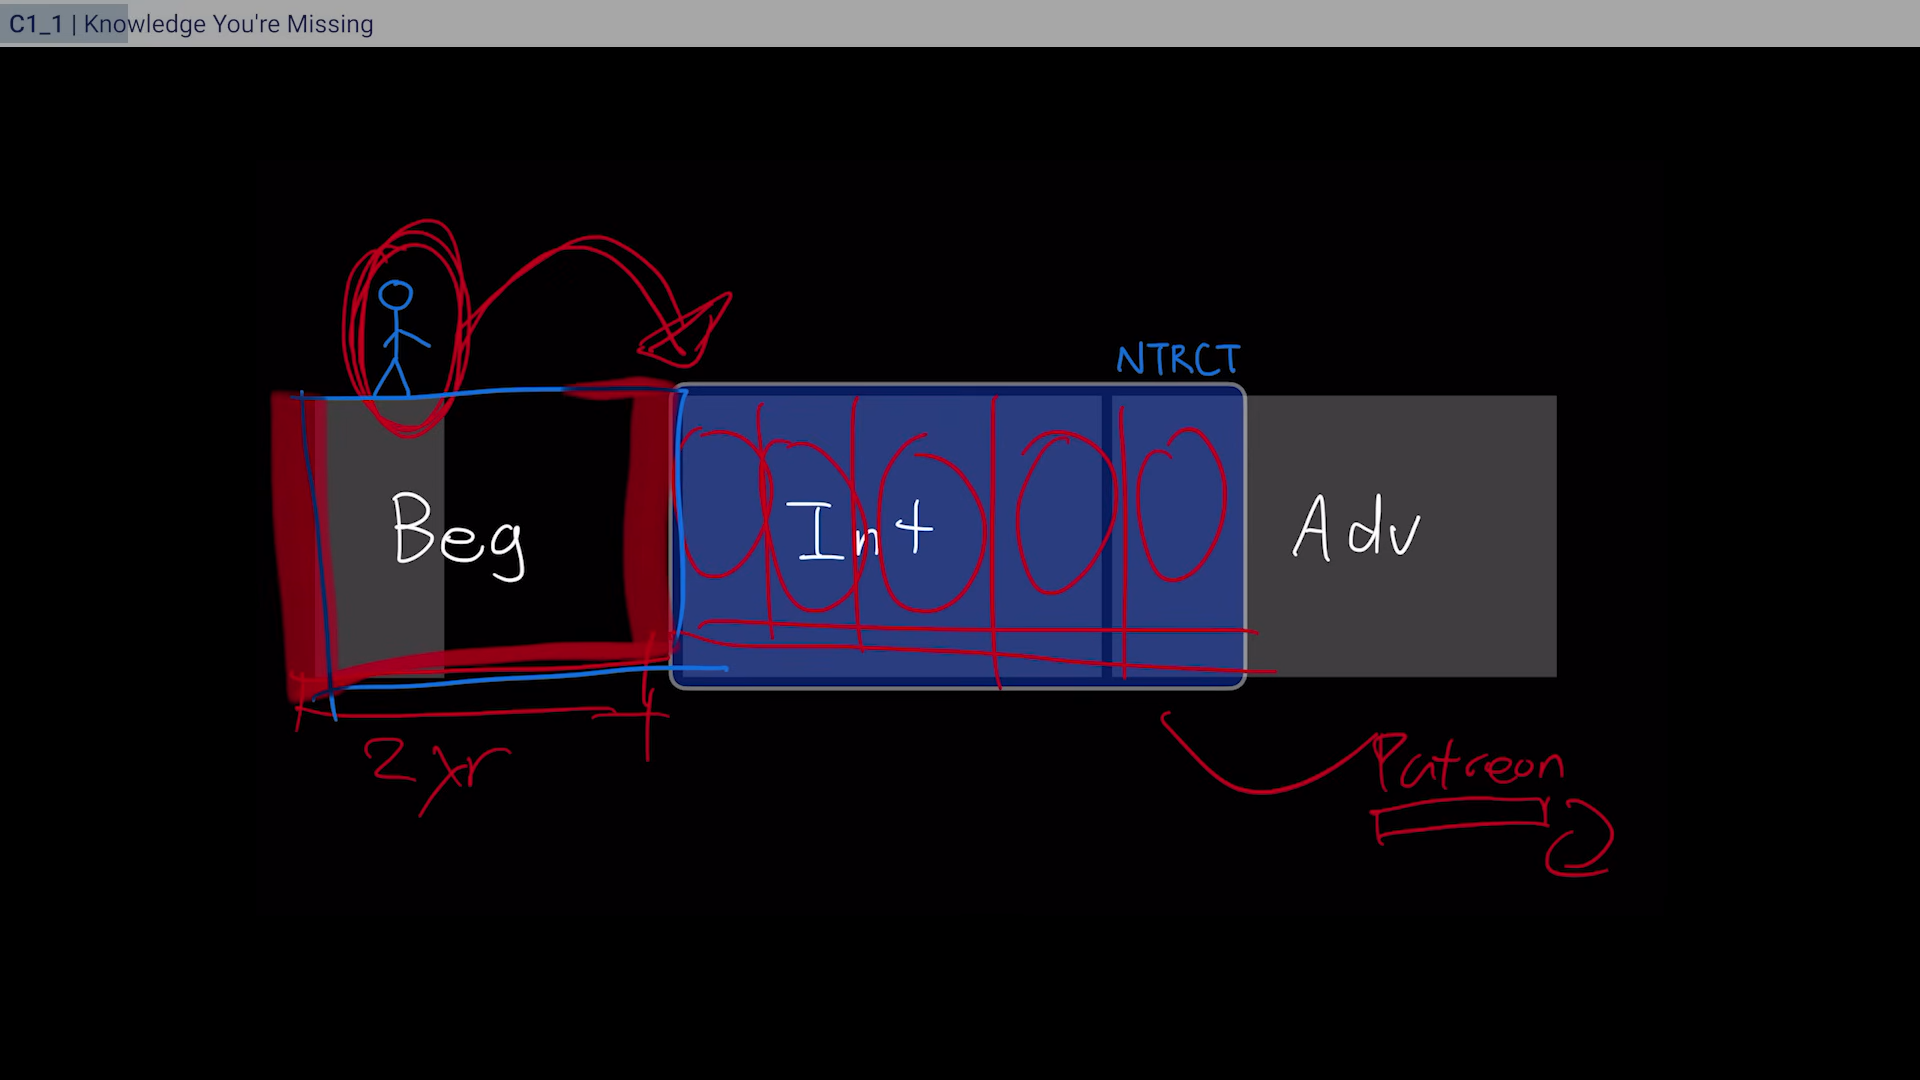 C1_1 | Knowledge You're Missing
NTRCT
Beg
Int
Adv
2 yr
Patreon